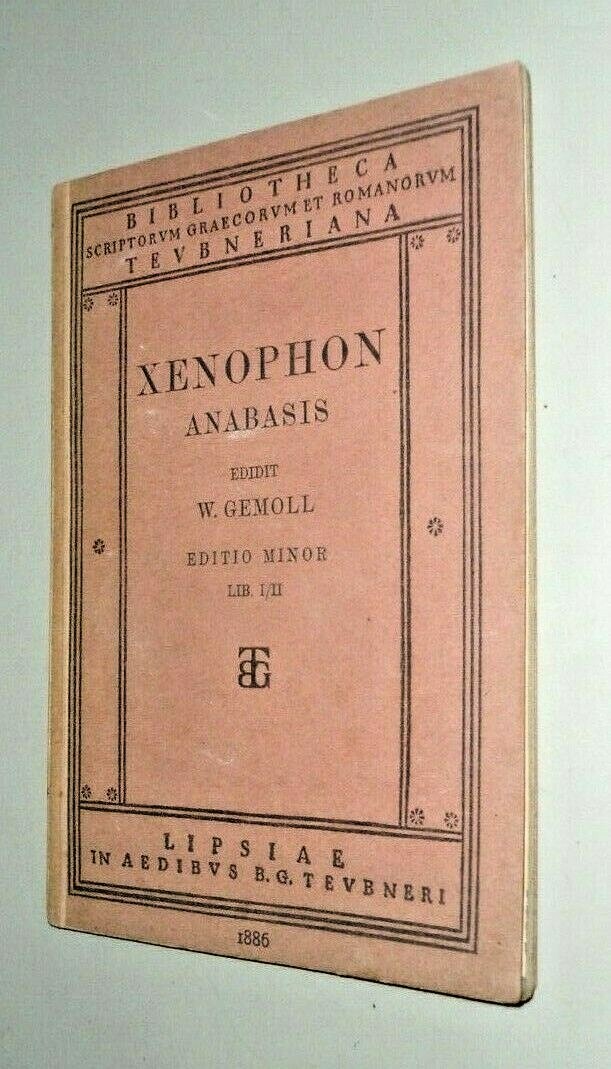 BIBLIOTHECA
SCRIPTORVM GRAECORVM ET ROMANORVM
TEVBNERIANA
XENOPHON
ANABASIS
EDIDIT
W. GEMOLL
EDITIO MINOR
LIB. I/II
BTG
LIPSIAE
IN AEDIBVS B.G. TEVBNERI
1886